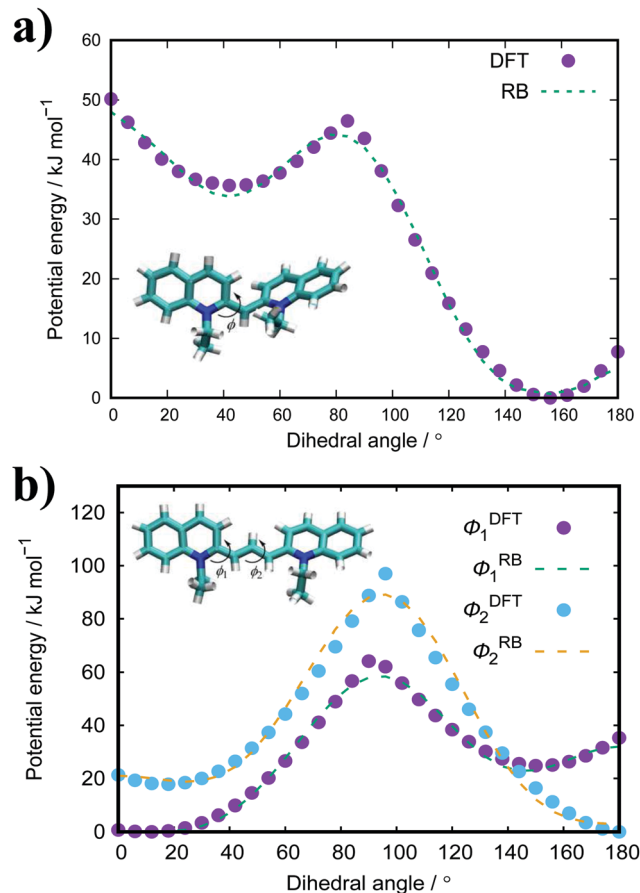 a)
60
50
40
30
20
10
0
Potential energy / kJ mol⁻¹
DFT
RB
ϕ
0 20 40 60 80 100 120 140 160 180
Dihedral angle / °
b)
120
100
80
60
40
20
0
Potential energy / kJ mol⁻¹
ϕ₁ ϕ₂
Φ₁ᴰᶠᵀ
Φ₁ᴿᴮ
Φ₂ᴰᶠᵀ
Φ₂ᴿᴮ
0 20 40 60 80 100 120 140 160 180
Dihedral angle / °